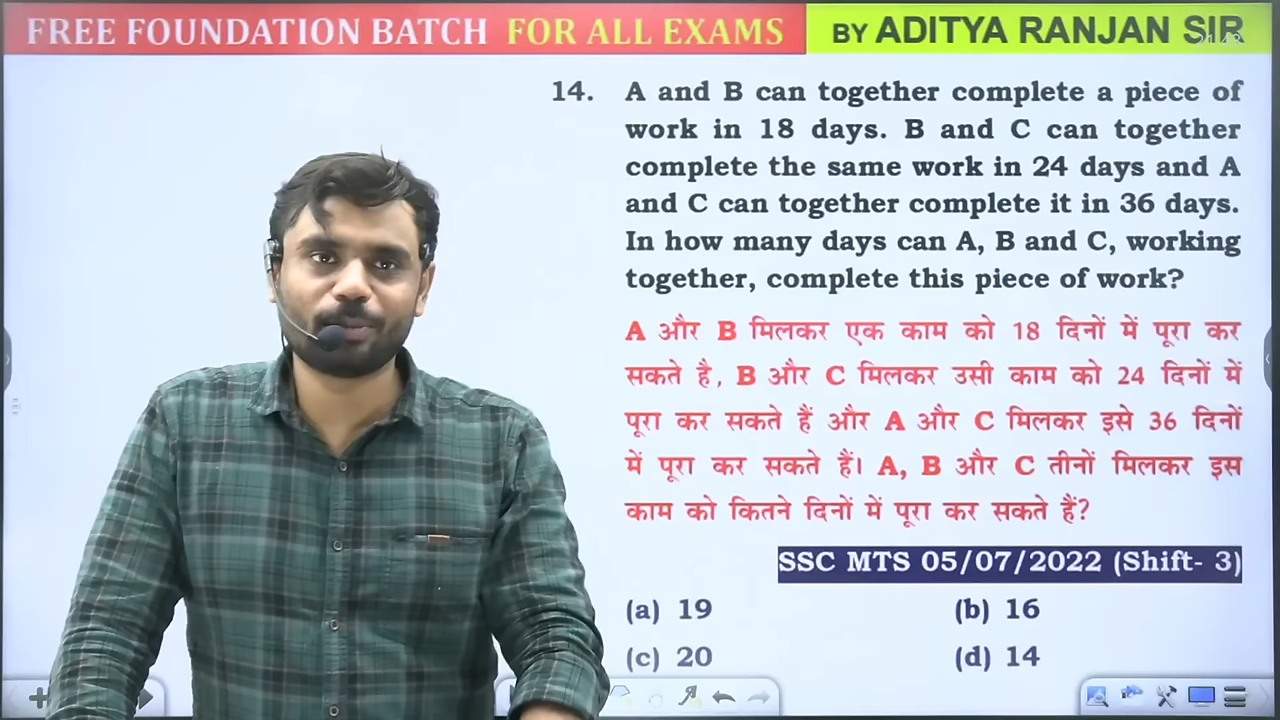 FREE FOUNDATION BATCH FOR ALL EXAMS
BY ADITYA RANJAN SIR
14. A and B can together complete a piece of
work in 18 days. B and C can together
complete the same work in 24 days and A
and C can together complete it in 36 days.
In how many days can A, B and C, working
together, complete this piece of work?
A और B मिलकर एक काम को 18 दिनों में पूरा कर
सकते है, B और C मिलकर उसी काम को 24 दिनों में
पूरा कर सकते हैं और A और C मिलकर इसे 36 दिनों
में पूरा कर सकते हैं। A, B और C तीनों मिलकर इस
काम को कितने दिनों में पूरा कर सकते हैं?
SSC MTS 05/07/2022 (Shift- 3)
(a) 19 (b) 16
(c) 20 (d) 14